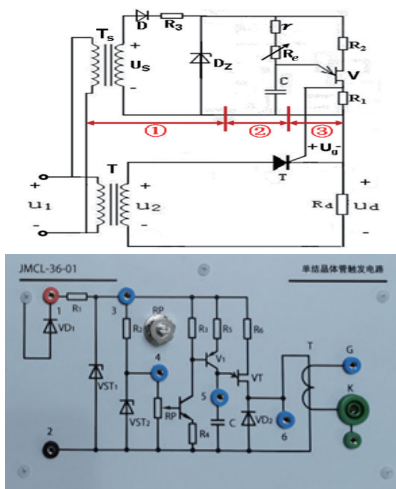 D R₃ r R₂
Tₛ
+ Uₛ - D_Z Rₑ V
C R₁
① ② ③
+ Ug -
T T
+ u1 - + u2 - Rd + ud -
JMCL-36-01 单结晶体管触发电路
1 R₁ 3 RP T
VD₁ R₂ R₃ R₅ R₆ G
4 V₁
VST₁ VT K
5
VST₂ RP C VD₂ 6
2 R₄